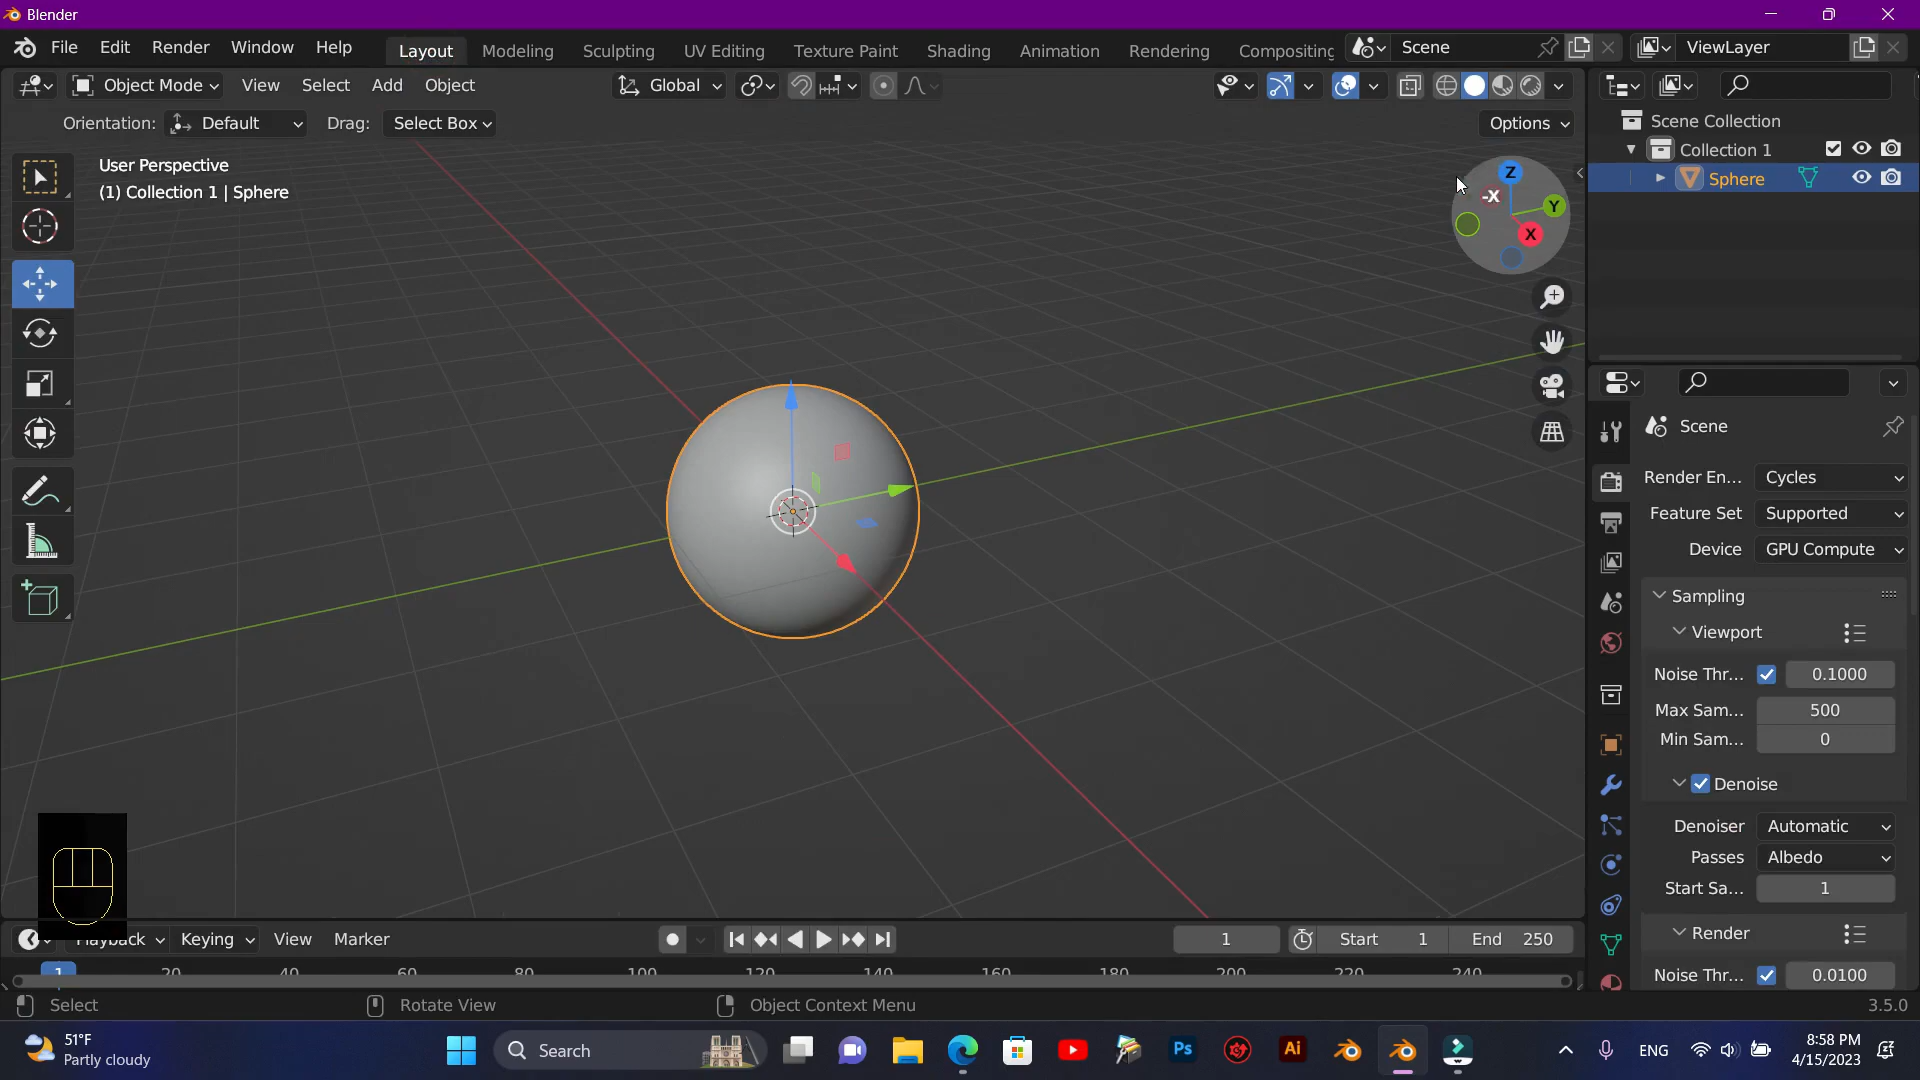 Blender
File Edit Render Window Help Layout Modeling Sculpting UV Editing Texture Paint Shading Animation Rendering Compositing Scene ViewLayer
Object Mode View Select Add Object Global
Orientation: Default Drag: Select Box Options
User Perspective
(1) Collection 1 | Sphere
Z
-X
Y
X
Scene Collection
Collection 1
Sphere
Scene
Render En... Cycles
Feature Set Supported
Device GPU Compute
Sampling
Viewport
Noise Thr... 0.1000
Max Sam... 500
Min Sam... 0
Denoise
Denoiser Automatic
Passes Albedo
Start Sa... 1
Render
Noise Thr... 0.0100
Playback Keying View Marker 1 Start 1 End 250
1 20 40 60 80 100 120 140 160 180 200 220 240
Select Rotate View Object Context Menu 3.5.0
51°F
Partly cloudy
Search
Ps
Ai
ENG
8:58 PM
4/15/2023